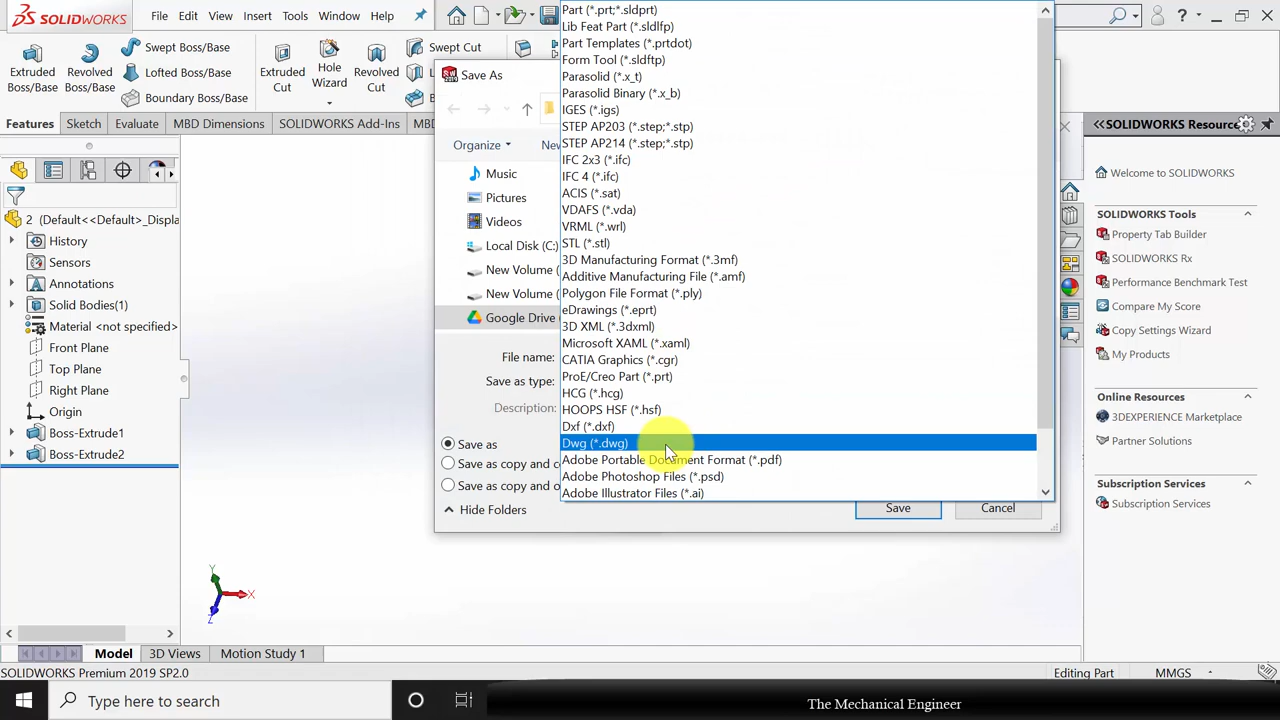 SOLIDWORKS
File Edit View Insert Tools Window Help
Extruded Boss/Base
Revolved Boss/Base
Swept Boss/Base
Lofted Boss/Base
Boundary Boss/Base
Extruded Cut
Hole Wizard
Revolved Cut
Swept Cut
Features Sketch Evaluate MBD Dimensions SOLIDWORKS Add-Ins
2 (Default<<Default>_Displa
History
Sensors
Annotations
Solid Bodies(1)
Material <not specified>
Front Plane
Top Plane
Right Plane
Origin
Boss-Extrude1
Boss-Extrude2
Save As
Organize
Music
Pictures
Videos
Local Disk (C:)
New Volume (
New Volume (
Google Drive
File name:
Save as type:
Description:
Save as
Save as copy and c
Save as copy and o
Hide Folders
Save
Cancel
Part (*.prt;*.sldprt)
Lib Feat Part (*.sldlfp)
Part Templates (*.prtdot)
Form Tool (*.sldftp)
Parasolid (*.x_t)
Parasolid Binary (*.x_b)
IGES (*.igs)
STEP AP203 (*.step;*.stp)
STEP AP214 (*.step;*.stp)
IFC 2x3 (*.ifc)
IFC 4 (*.ifc)
ACIS (*.sat)
VDAFS (*.vda)
VRML (*.wrl)
STL (*.stl)
3D Manufacturing Format (*.3mf)
Additive Manufacturing File (*.amf)
Polygon File Format (*.ply)
eDrawings (*.eprt)
3D XML (*.3dxml)
Microsoft XAML (*.xaml)
CATIA Graphics (*.cgr)
ProE/Creo Part (*.prt)
HCG (*.hcg)
HOOPS HSF (*.hsf)
Dxf (*.dxf)
Dwg (*.dwg)
Adobe Portable Document Format (*.pdf)
Adobe Photoshop Files (*.psd)
Adobe Illustrator Files (*.ai)
SOLIDWORKS Resource
Welcome to SOLIDWORKS
SOLIDWORKS Tools
Property Tab Builder
SOLIDWORKS Rx
Performance Benchmark Test
Compare My Score
Copy Settings Wizard
My Products
Online Resources
3DEXPERIENCE Marketplace
Partner Solutions
Subscription Services
Subscription Services
Y
X
Z
Model 3D Views Motion Study 1
SOLIDWORKS Premium 2019 SP2.0
Editing Part
MMGS
Type here to search
The Mechanical Engineer